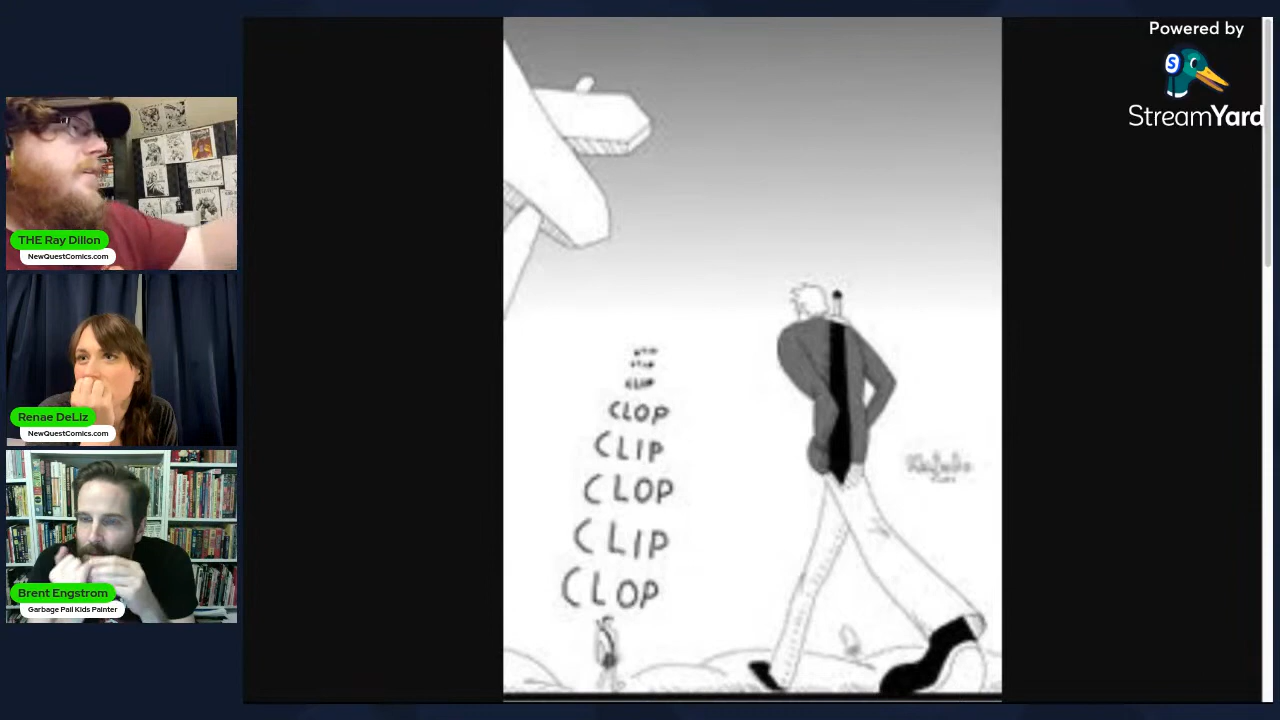 Powered by
StreamYard
THE Ray Dillon
NewQuestComics.com
Renae DeLiz
NewQuestComics.com
Brent Engstrom
Garbage Pail Kids Painter
CLIP
CLOP
CLIP
CLOP
CLIP
CLOP